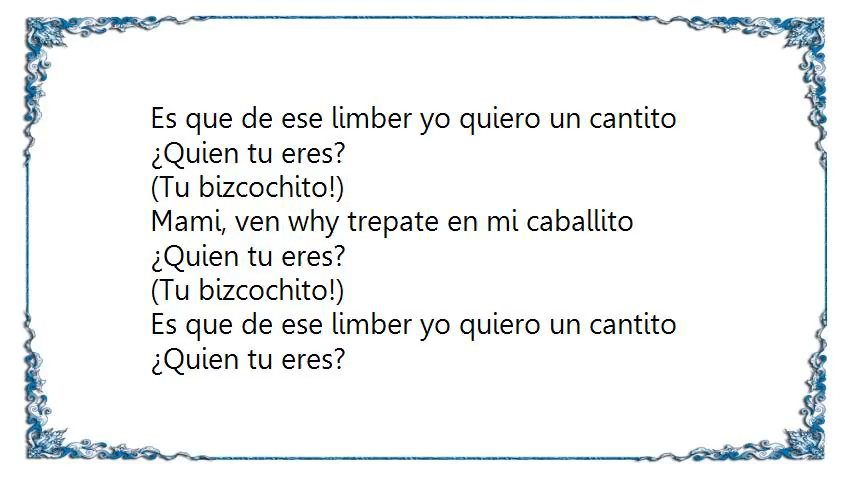 Es que de ese limber yo quiero un cantito
¿Quien tu eres?
(Tu bizcochito!)
Mami, ven why trepate en mi caballito
¿Quien tu eres?
(Tu bizcochito!)
Es que de ese limber yo quiero un cantito
¿Quien tu eres?